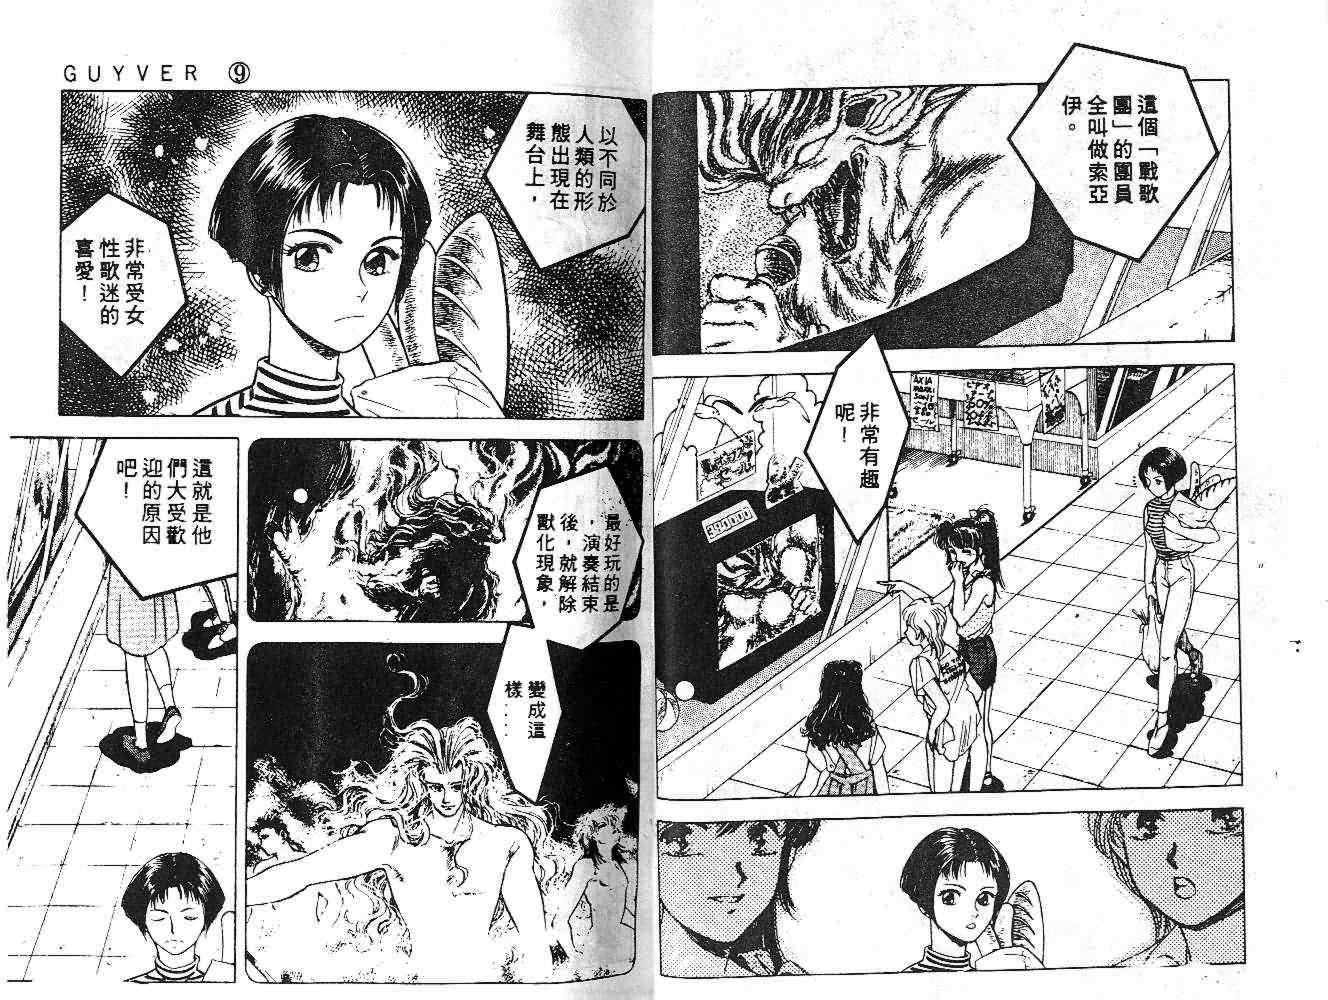 GUYVER ⑨
這個「戰歌
團」的團員
全叫做索亞
伊。
非常有趣
呢！
以不同於
人類的形
態出現在
舞台上，
非常受女
性歌迷的
喜愛！
最好玩的是
，演奏結束
後，就解除
獸化現象，
變成這
樣...
這就是他
們大受歡
迎的原因
吧！